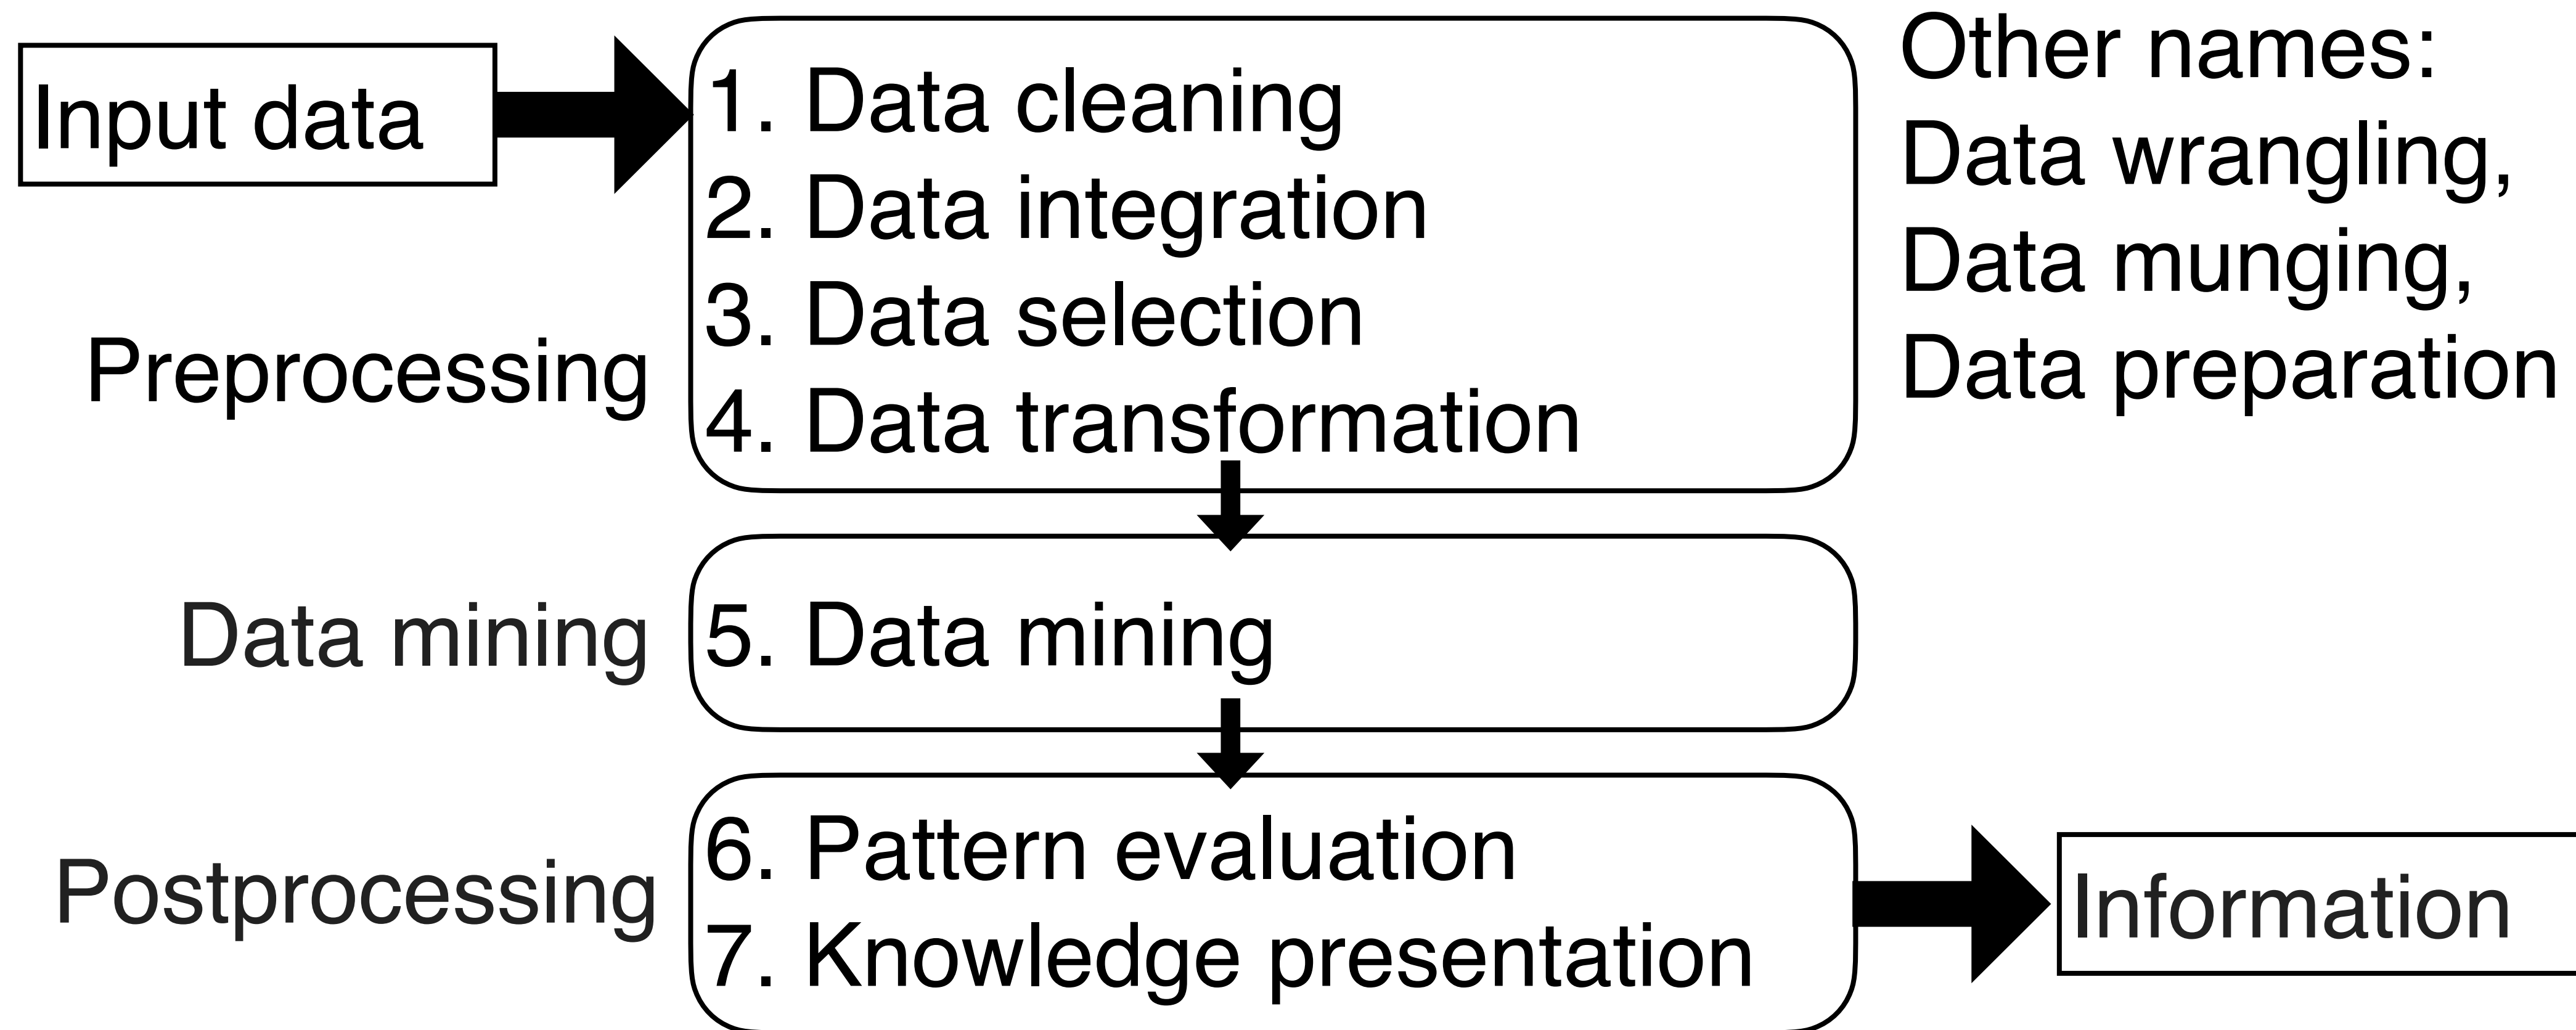 Input data
1. Data cleaning
2. Data integration
3. Data selection
4. Data transformation
Preprocessing
Other names:
Data wrangling,
Data munging,
Data preparation
Data mining
5. Data mining
Postprocessing
6. Pattern evaluation
7. Knowledge presentation
Information